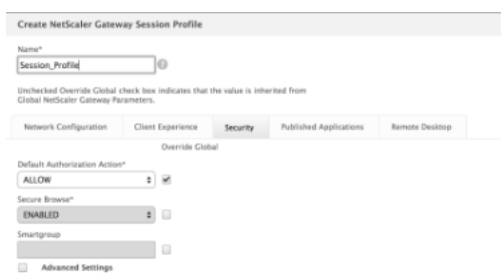 Create NetScaler Gateway Session Profile
Name*
Session_Profile
Unchecked Override Global check box indicates that the value is inherited from
Global NetScaler Gateway Parameters.
Network Configuration Client Experience Security Published Applications Remote Desktop
Override Global
Default Authorization Action*
ALLOW
Secure Browse*
ENABLED
Smartgroup
Advanced Settings